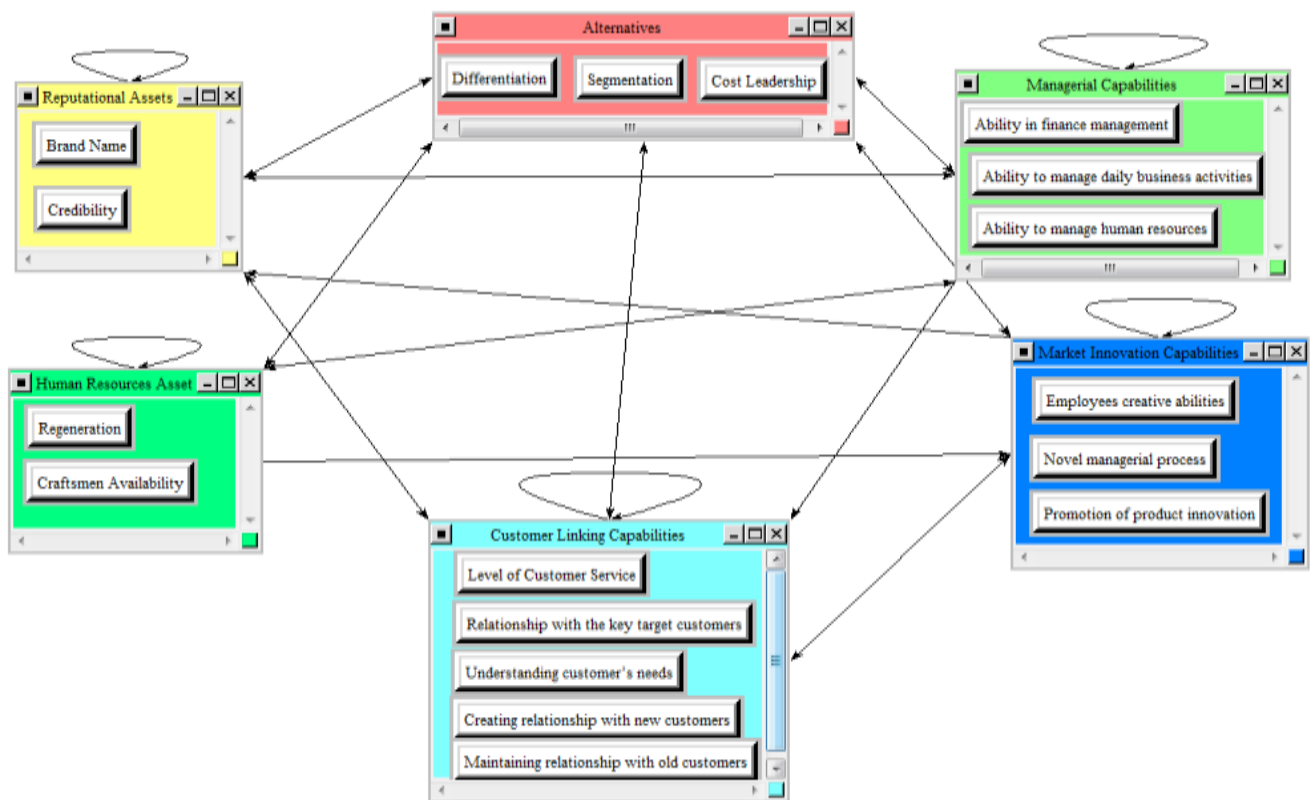 Alternatives
Differentiation
Segmentation
Cost Leadership
Reputational Assets
Brand Name
Credibility
Managerial Capabilities
Ability in finance management
Ability to manage daily business activities
Ability to manage human resources
Human Resources Asset
Regeneration
Craftsmen Availability
Market Innovation Capabilities
Employees creative abilities
Novel managerial process
Promotion of product innovation
Customer Linking Capabilities
Level of Customer Service
Relationship with the key target customers
Understanding customer’s needs
Creating relationship with new customers
Maintaining relationship with old customers